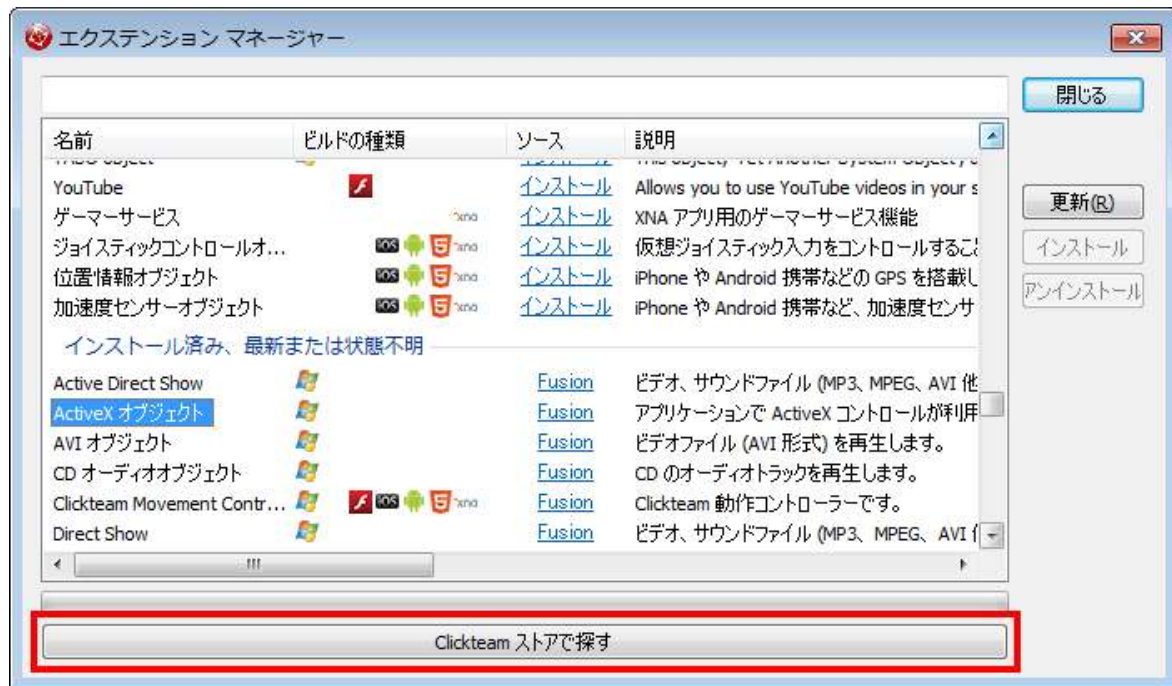 エクステンション マネージャー
閉じる
名前 ビルドの種類 ソース 説明
YouTube インストール Allows you to use YouTube videos in your s
更新(R)
ゲーマーサービス xna インストール XNA アプリ用のゲーマーサービス機能
ジョイスティックコントロールオ... iOS 5 xna インストール 仮想ジョイスティック入力をコントロールするこ
インストール
位置情報オブジェクト iOS 5 xna インストール iPhone や Android 携帯などの GPS を搭載し
アンインストール
加速度センサーオブジェクト iOS 5 xna インストール iPhone や Android 携帯など、加速度センサ
インストール済み、最新または状態不明
Active Direct Show Fusion ビデオ、サウンドファイル (MP3、MPEG、AVI 他
ActiveX オブジェクト Fusion アプリケーションで ActiveX コントロールが利用
AVI オブジェクト Fusion ビデオファイル (AVI 形式) を再生します。
CD オーディオオブジェクト Fusion CD のオーディオトラックを再生します。
Clickteam Movement Contr... iOS 5 xna Fusion Clickteam 動作コントローラーです。
Direct Show Fusion ビデオ、サウンドファイル (MP3、MPEG、AVI
Clickteam ストアで探す